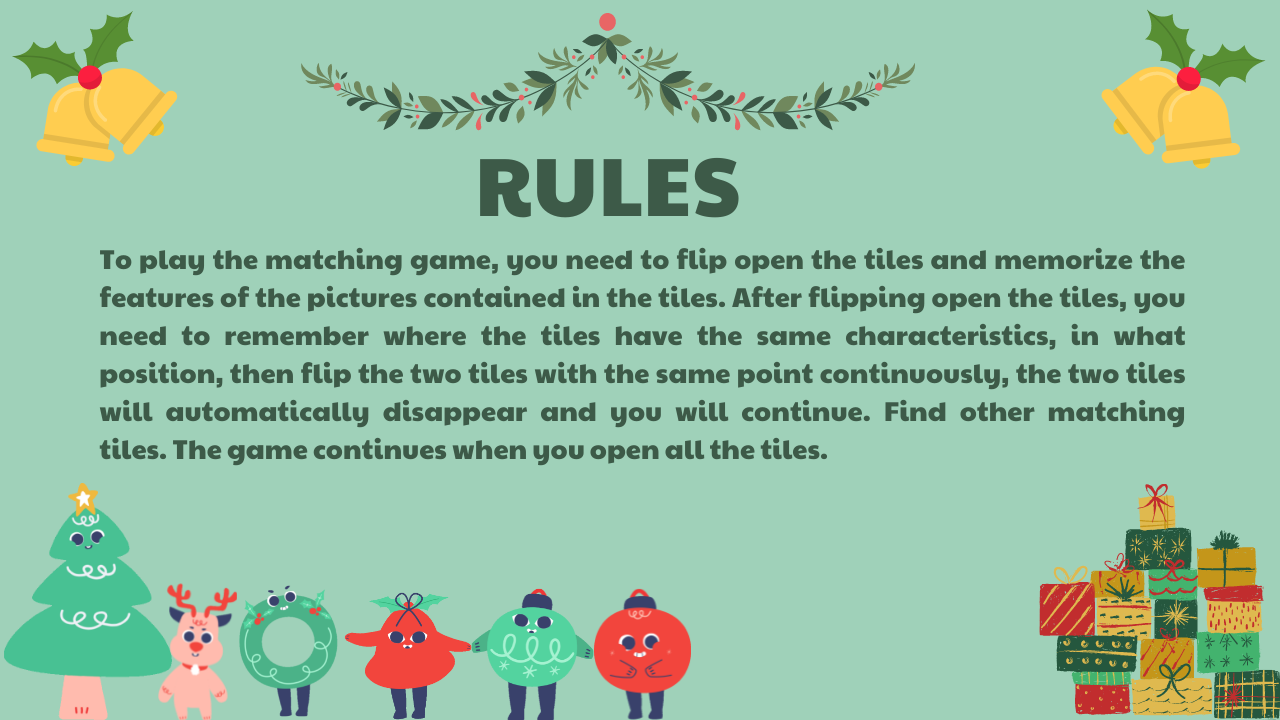 RULES
To play the matching game, you need to flip open the tiles and memorize the
features of the pictures contained in the tiles. After flipping open the tiles, you
need to remember where the tiles have the same characteristics, in what
position, then flip the two tiles with the same point continuously, the two tiles
will automatically disappear and you will continue. Find other matching
tiles. The game continues when you open all the tiles.